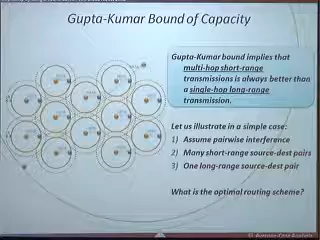 Gupta-Kumar Bound of Capacity
Gupta-Kumar bound implies that
multi-hop short-range
transmissions is always better than
a single-hop long-range
transmission.
Let us illustrate in a simple case:
1) Assume pairwise interference
2) Many short-range source-dest pairs
3) One long-range source-dest pair
What is the optimal routing scheme?